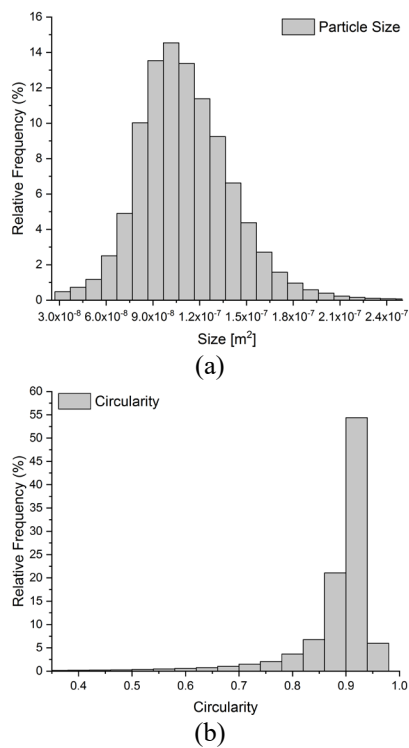 16
14
12
10
8
6
4
2
0
Relative Frequency (%)
Particle Size
3.0x10⁻⁸ 6.0x10⁻⁸ 9.0x10⁻⁸ 1.2x10⁻⁷ 1.5x10⁻⁷ 1.8x10⁻⁷ 2.1x10⁻⁷ 2.4x10⁻⁷
Size [m²]
(a)
60
55
50
45
40
35
30
25
20
15
10
5
0
Relative Frequency (%)
Circularity
0.4 0.5 0.6 0.7 0.8 0.9 1.0
Circularity
(b)